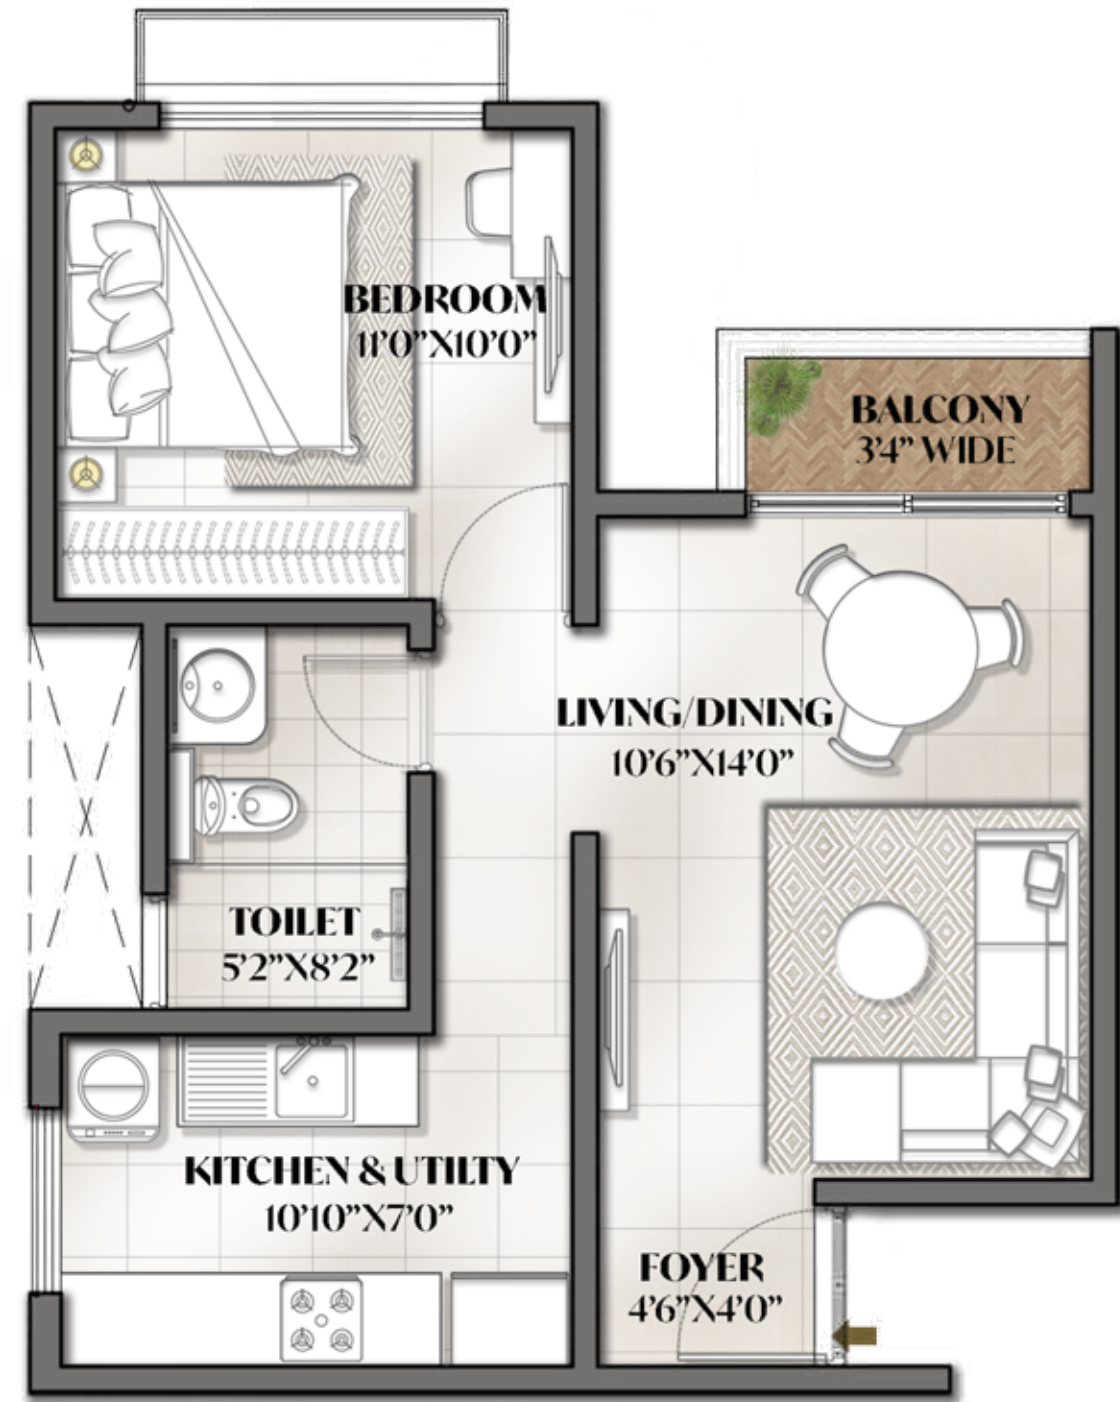 BEDROOM
11'0"X10'0"
BALCONY
3'4" WIDE
LIVING/DINING
10'6"X14'0"
TOILET
5'2"X8'2"
KITCHEN & UTILTY
10'10"X7'0"
FOYER
4'6"X4'0"